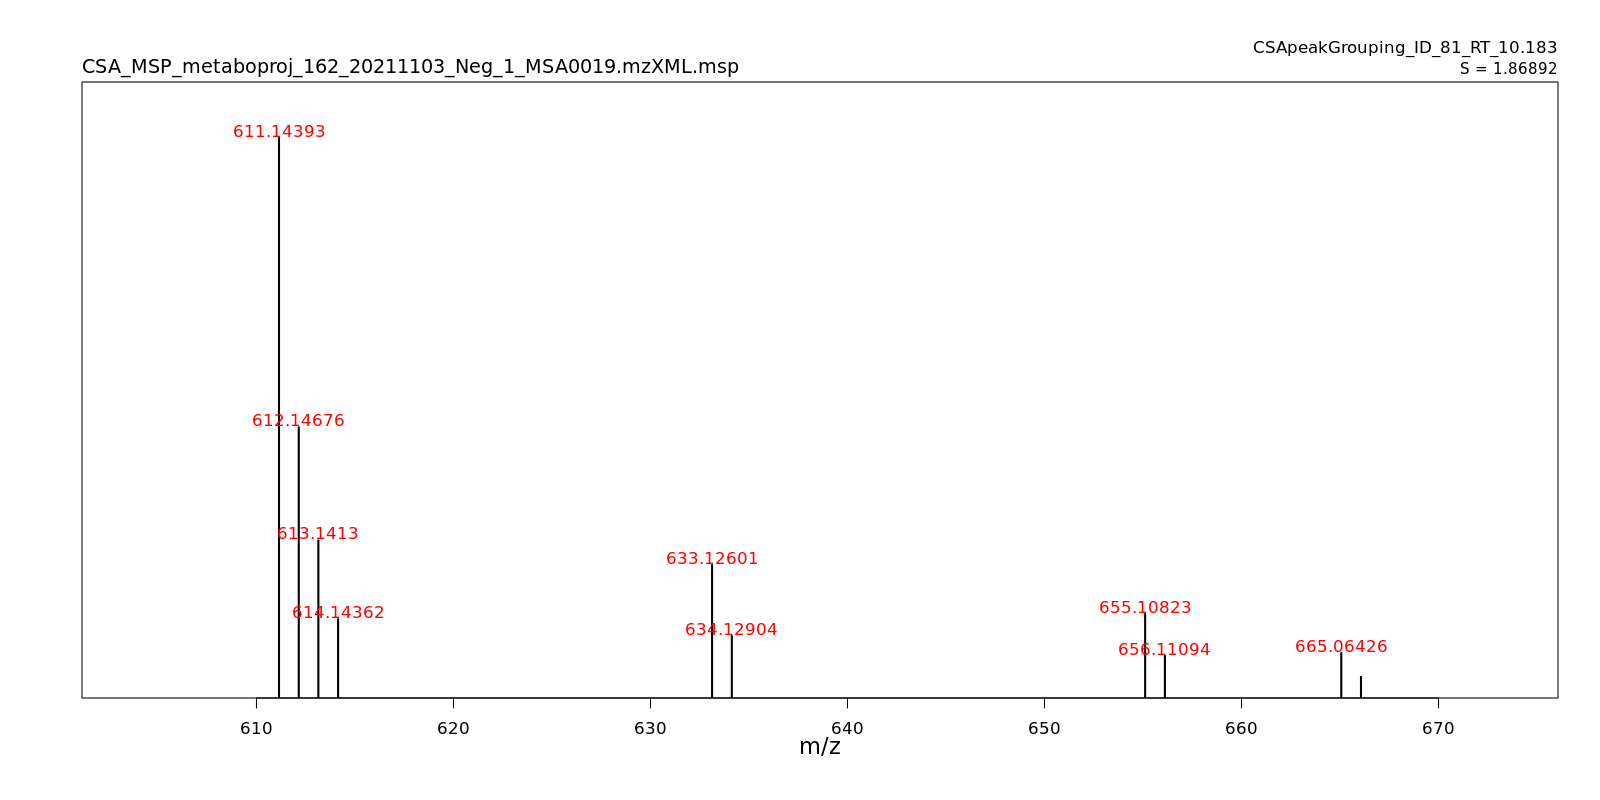 CSApeakGrouping_ID_81_RT_10.183
CSA_MSP_metaboproj_162_20211103_Neg_1_MSA0019.mzXML.msp
S = 1.86892
611.14393
612.14676
613.1413
633.12601
655.10823
614.14362
634.12904
665.06426
656.11094
610 620 630 640 650 660 670
m/z